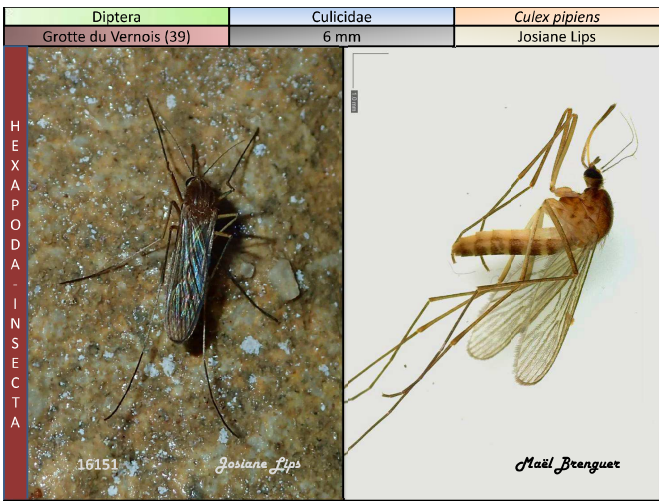 Diptera
Culicidae
Culex pipiens
Grotte du Vernois (39)
6 mm
Josiane Lips
HEXAPODA-INSECTA
16151
Josiane Lips
Maël Brenguer